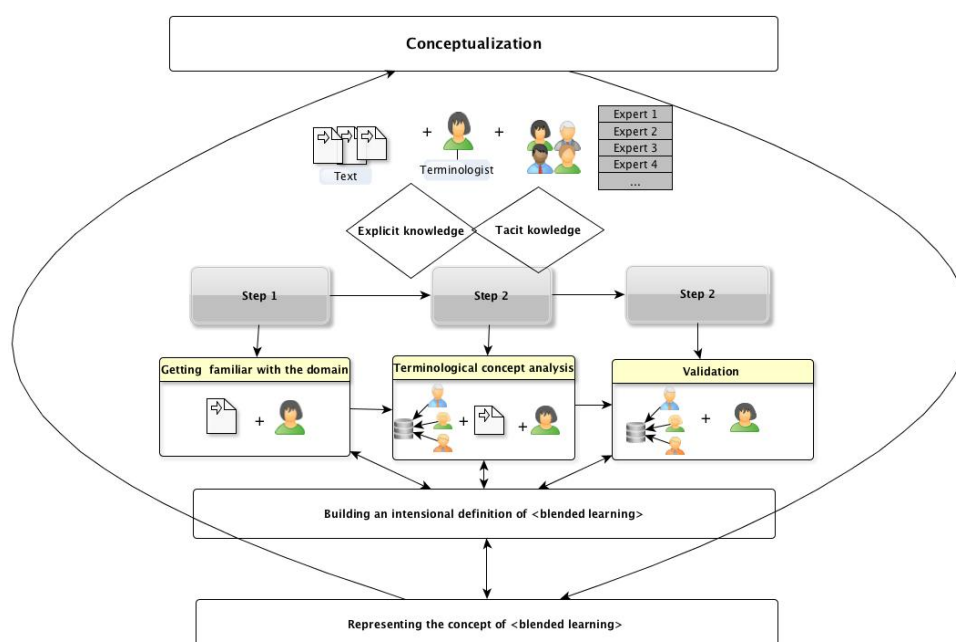 Conceptualization
Expert 1
Expert 2
Expert 3
Expert 4
...
+
+
Text
Terminologist
Explicit knowledge
Tacit kowledge
Step 1
Step 2
Step 2
Getting familiar with the domain
Terminological concept analysis
Validation
+
+
+
+
Building an intensional definition of <blended learning>
Representing the concept of <blended learning>